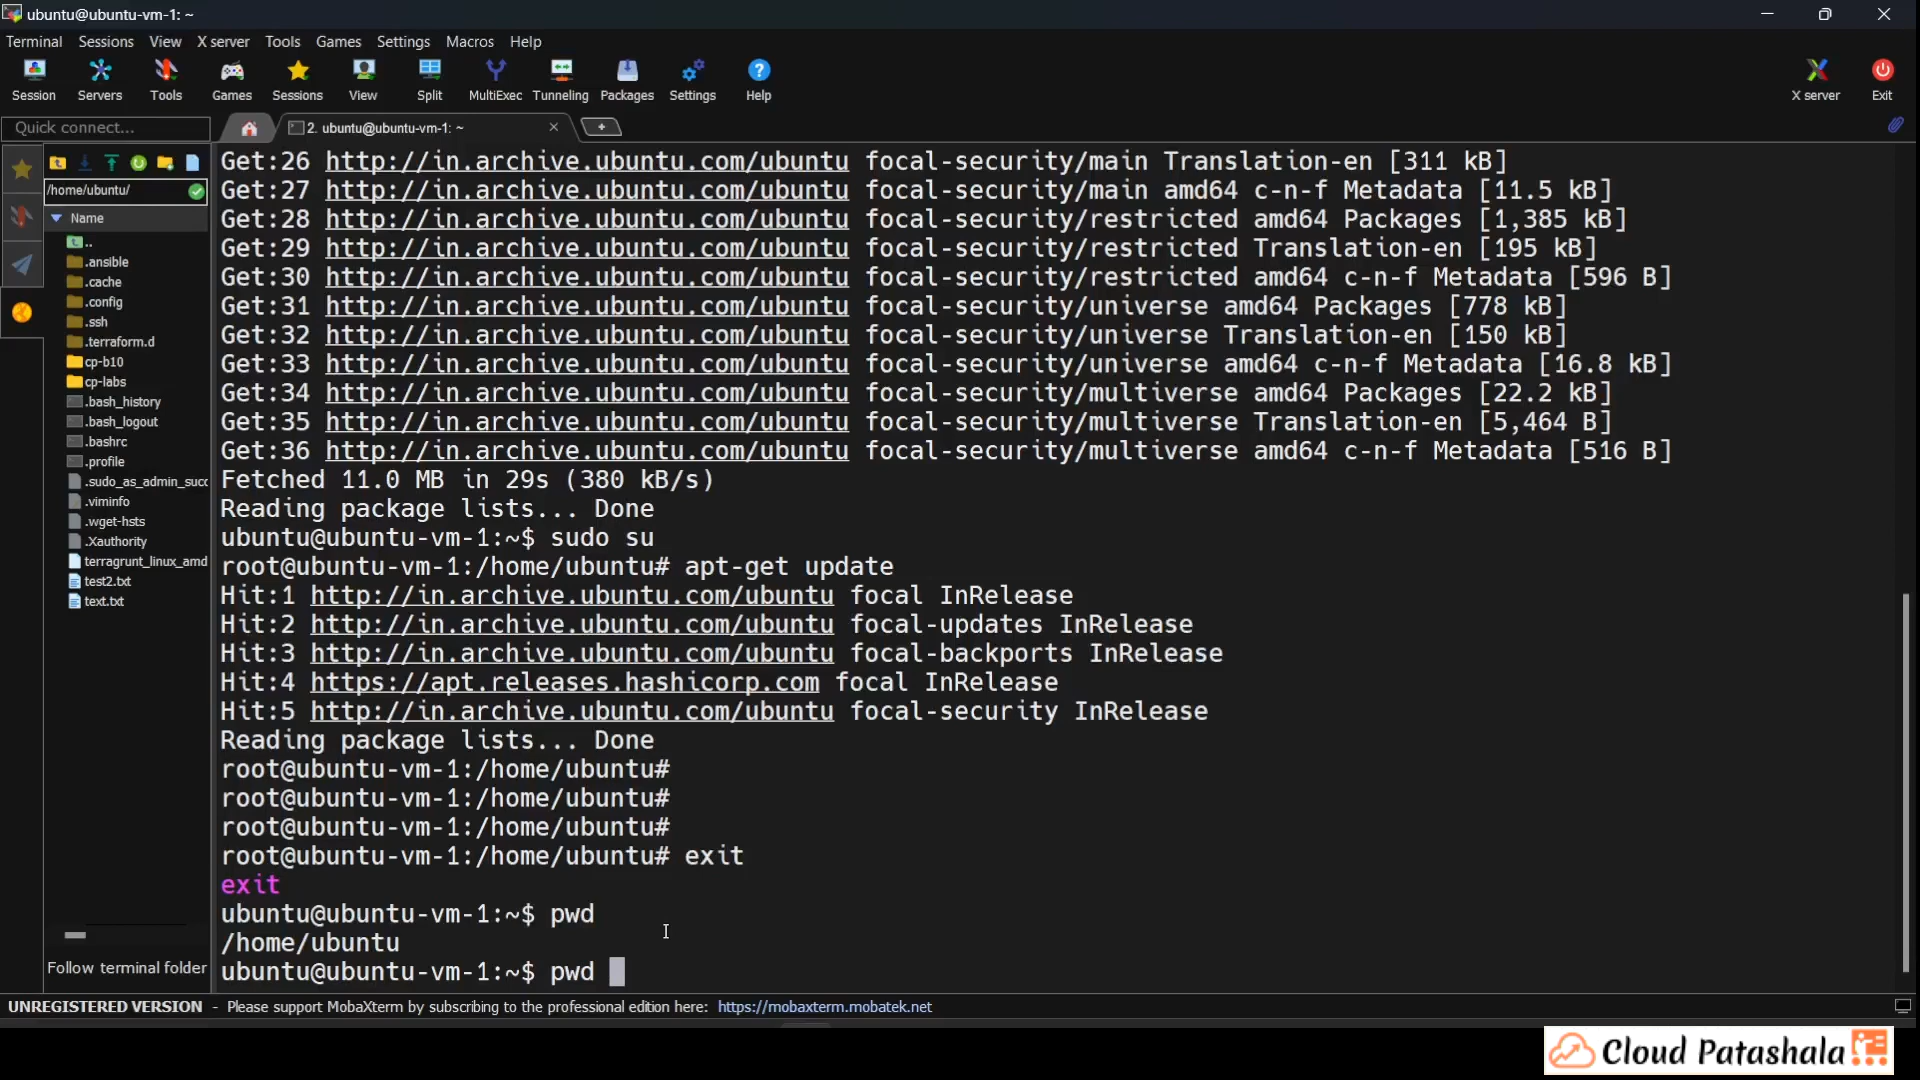 ubuntu@ubuntu-vm-1: ~
Terminal Sessions View X server Tools Games Settings Macros Help
Session Servers Tools Games Sessions View Split MultiExec Tunneling Packages Settings Help X server Exit
Quick connect...
2. ubuntu@ubuntu-vm-1: ~
/home/ubuntu/
Name
..
.ansible
.cache
.config
.ssh
.terraform.d
cp-b10
cp-labs
.bash_history
.bash_logout
.bashrc
.profile
.sudo_as_admin_succ
.viminfo
.wget-hsts
.Xauthority
terragrunt_linux_amd
test2.txt
text.txt
Follow terminal folder
Get:26 http://in.archive.ubuntu.com/ubuntu focal-security/main Translation-en [311 kB]
Get:27 http://in.archive.ubuntu.com/ubuntu focal-security/main amd64 c-n-f Metadata [11.5 kB]
Get:28 http://in.archive.ubuntu.com/ubuntu focal-security/restricted amd64 Packages [1,385 kB]
Get:29 http://in.archive.ubuntu.com/ubuntu focal-security/restricted Translation-en [195 kB]
Get:30 http://in.archive.ubuntu.com/ubuntu focal-security/restricted amd64 c-n-f Metadata [596 B]
Get:31 http://in.archive.ubuntu.com/ubuntu focal-security/universe amd64 Packages [778 kB]
Get:32 http://in.archive.ubuntu.com/ubuntu focal-security/universe Translation-en [150 kB]
Get:33 http://in.archive.ubuntu.com/ubuntu focal-security/universe amd64 c-n-f Metadata [16.8 kB]
Get:34 http://in.archive.ubuntu.com/ubuntu focal-security/multiverse amd64 Packages [22.2 kB]
Get:35 http://in.archive.ubuntu.com/ubuntu focal-security/multiverse Translation-en [5,464 B]
Get:36 http://in.archive.ubuntu.com/ubuntu focal-security/multiverse amd64 c-n-f Metadata [516 B]
Fetched 11.0 MB in 29s (380 kB/s)
Reading package lists... Done
ubuntu@ubuntu-vm-1:~$ sudo su
root@ubuntu-vm-1:/home/ubuntu# apt-get update
Hit:1 http://in.archive.ubuntu.com/ubuntu focal InRelease
Hit:2 http://in.archive.ubuntu.com/ubuntu focal-updates InRelease
Hit:3 http://in.archive.ubuntu.com/ubuntu focal-backports InRelease
Hit:4 https://apt.releases.hashicorp.com focal InRelease
Hit:5 http://in.archive.ubuntu.com/ubuntu focal-security InRelease
Reading package lists... Done
root@ubuntu-vm-1:/home/ubuntu#
root@ubuntu-vm-1:/home/ubuntu#
root@ubuntu-vm-1:/home/ubuntu#
root@ubuntu-vm-1:/home/ubuntu# exit
exit
ubuntu@ubuntu-vm-1:~$ pwd
/home/ubuntu
ubuntu@ubuntu-vm-1:~$ pwd
UNREGISTERED VERSION - Please support MobaXterm by subscribing to the professional edition here: https://mobaxterm.mobatek.net
Cloud Patashala